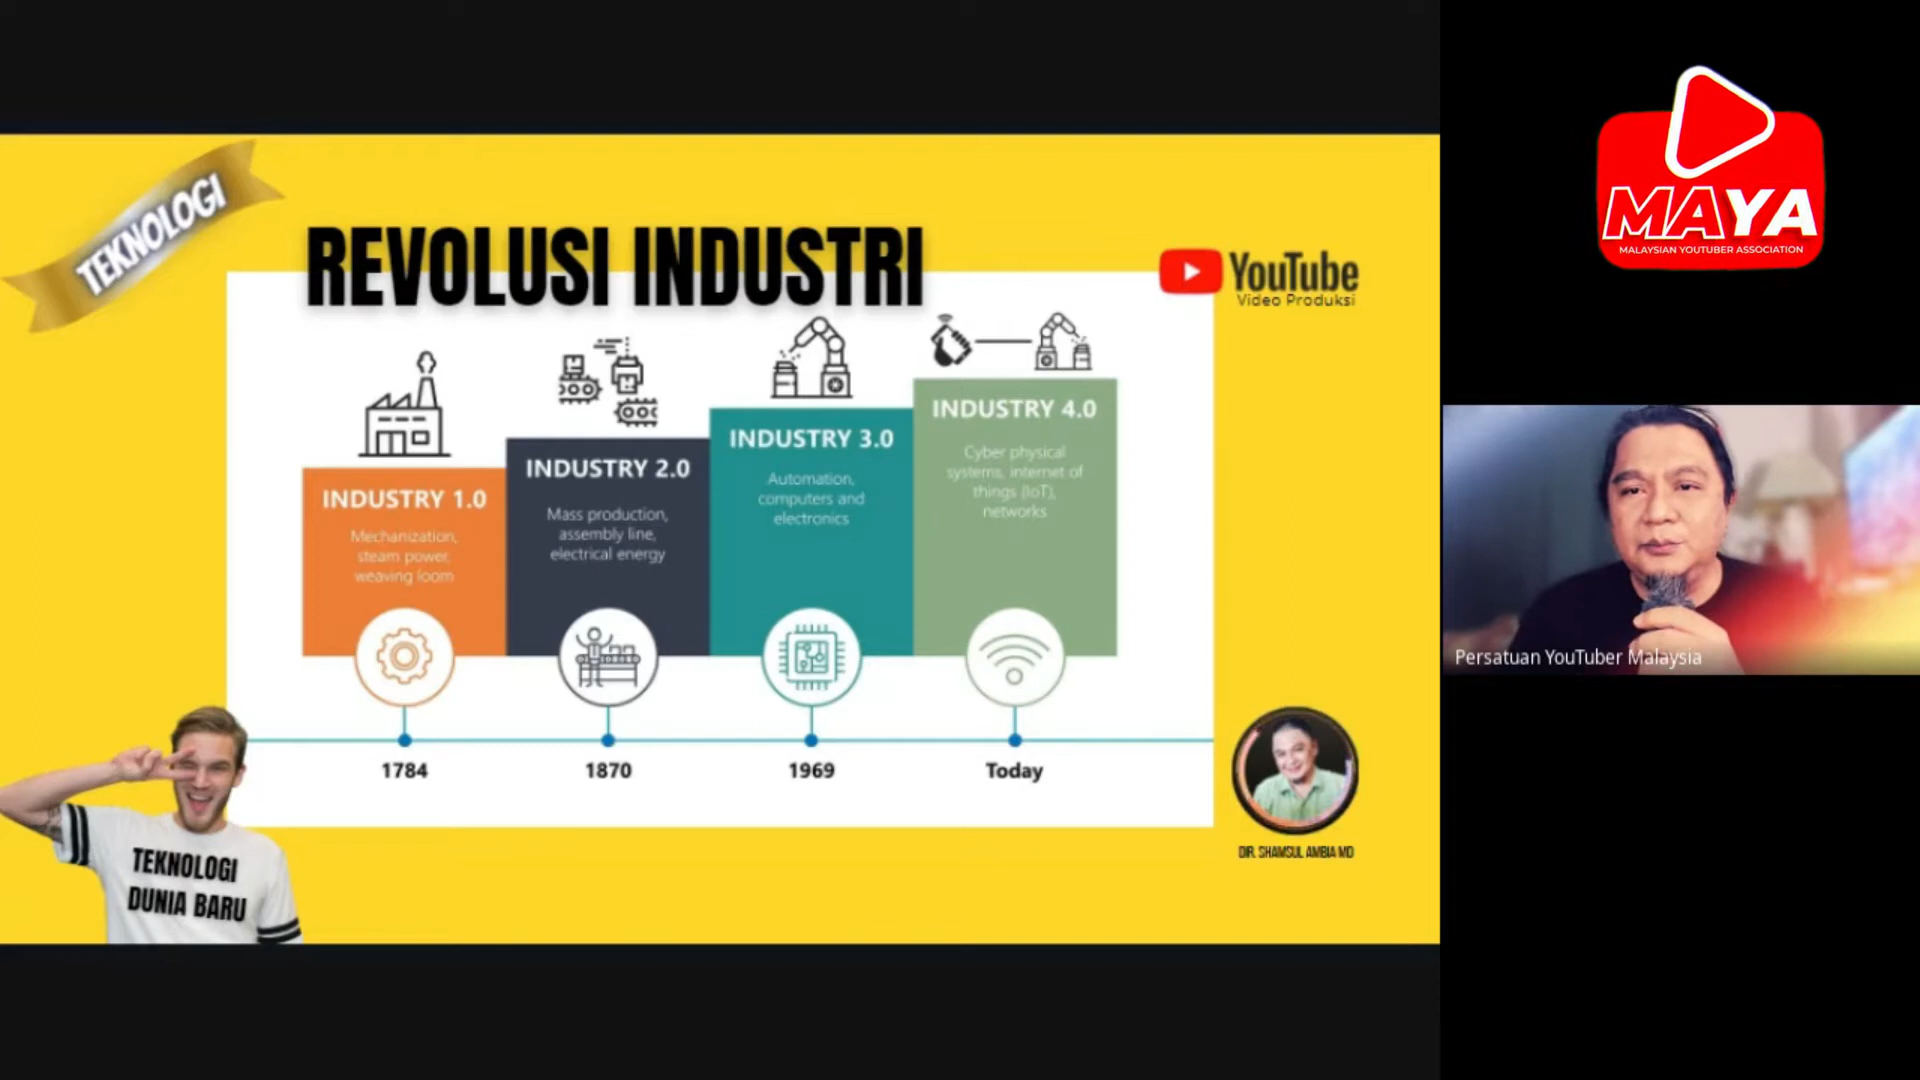 TEKNOLOGI
REVOLUSI INDUSTRI
YouTube
Video Produksi
INDUSTRY 1.0
Mechanization,
steam power,
weaving loom
INDUSTRY 2.0
Mass production,
assembly line,
electrical energy
INDUSTRY 3.0
Automation,
computers and
electronics
INDUSTRY 4.0
Cyber physical
systems, internet of
things (IoT),
networks
1784
1870
1969
Today
TEKNOLOGI
DUNIA BARU
DIR. SHAMSUL AMBIA MD
MAYA
MALAYSIAN YOUTUBER ASSOCIATION
Persatuan YouTuber Malaysia